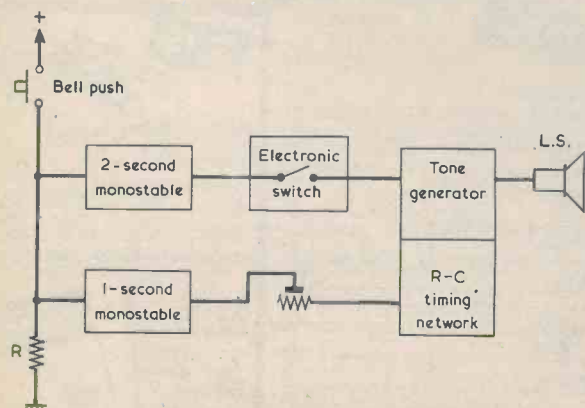 +
Bell push
2-second
monostable
Electronic
switch
Tone
generator
L.S.
1-second
monostable
R-C
timing
network
R